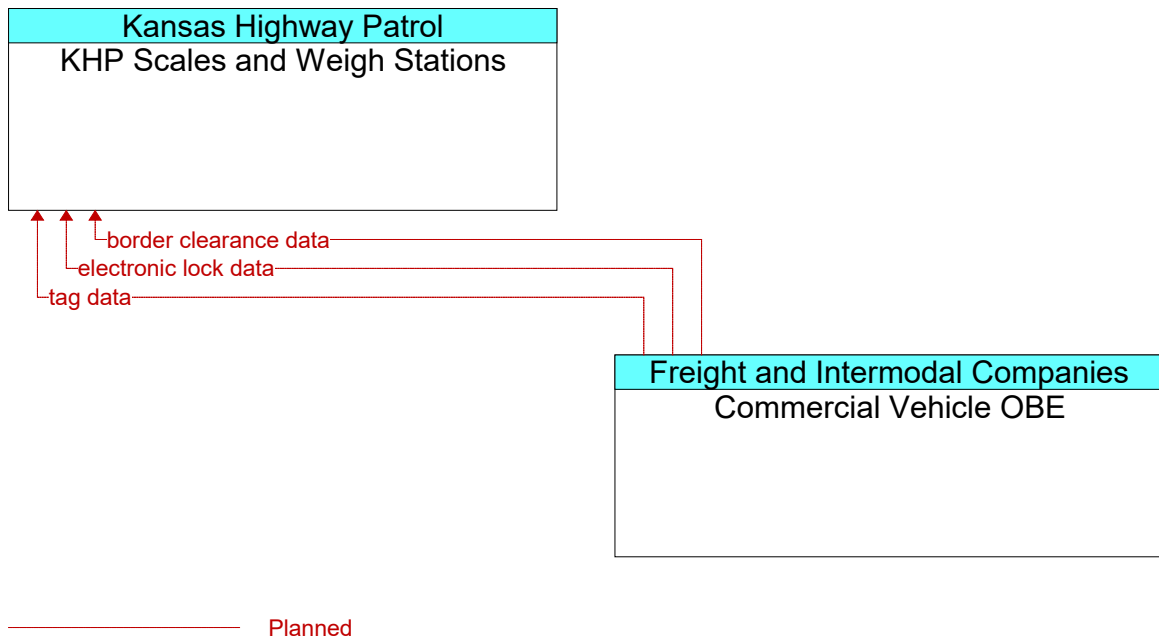 Kansas Highway Patrol
KHP Scales and Weigh Stations
border clearance data
electronic lock data
tag data
Freight and Intermodal Companies
Commercial Vehicle OBE
Planned